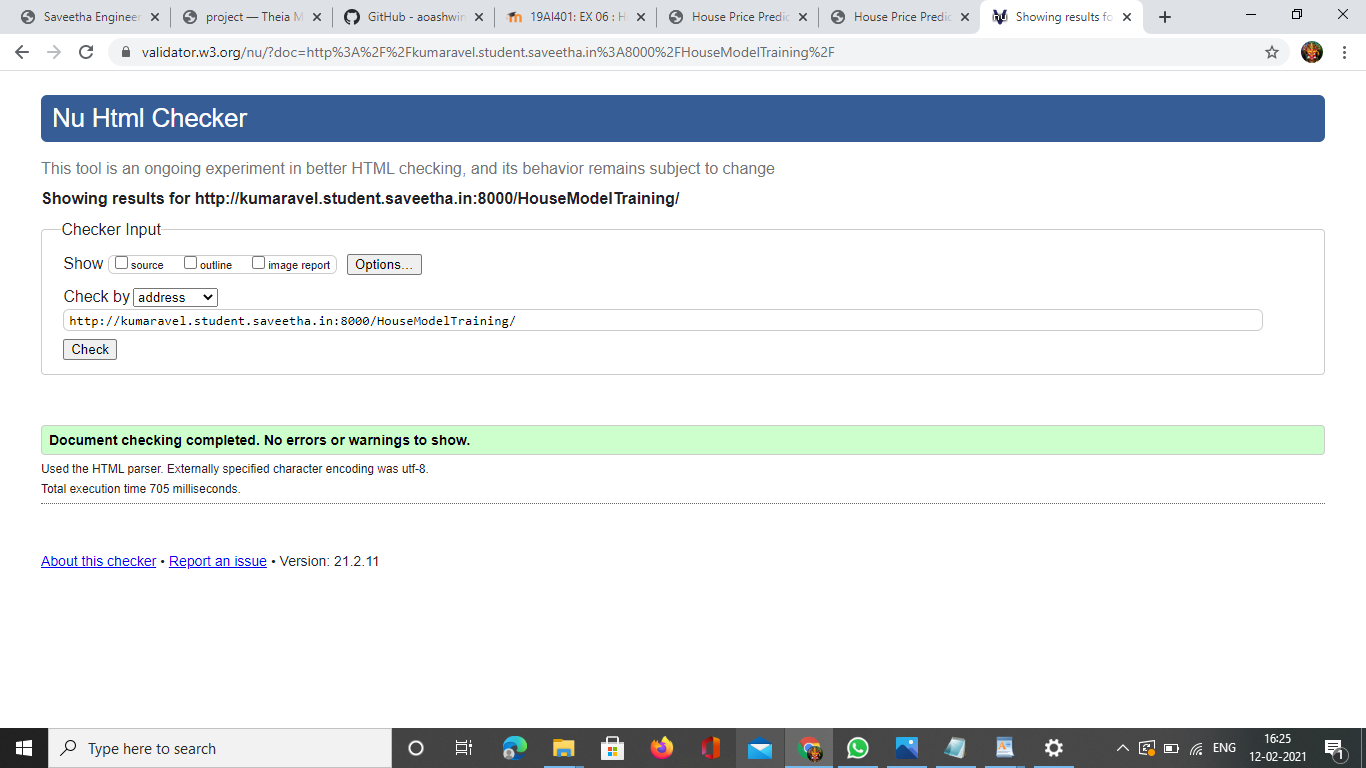 Saveetha Engineer
project — Theia M
GitHub - aoashwin
19AI401: EX 06 : H
House Price Predic
House Price Predic
Showing results fo
validator.w3.org/nu/?doc=http%3A%2F%2Fkumaravel.student.saveetha.in%3A8000%2FHouseModelTraining%2F
Nu Html Checker
This tool is an ongoing experiment in better HTML checking, and its behavior remains subject to change
Showing results for http://kumaravel.student.saveetha.in:8000/HouseModelTraining/
Checker Input
Show source outline image report Options...
Check by address
http://kumaravel.student.saveetha.in:8000/HouseModelTraining/
Check
Document checking completed. No errors or warnings to show.
Used the HTML parser. Externally specified character encoding was utf-8.
Total execution time 705 milliseconds.
About this checker • Report an issue • Version: 21.2.11
Type here to search
ENG
16:25
12-02-2021
1